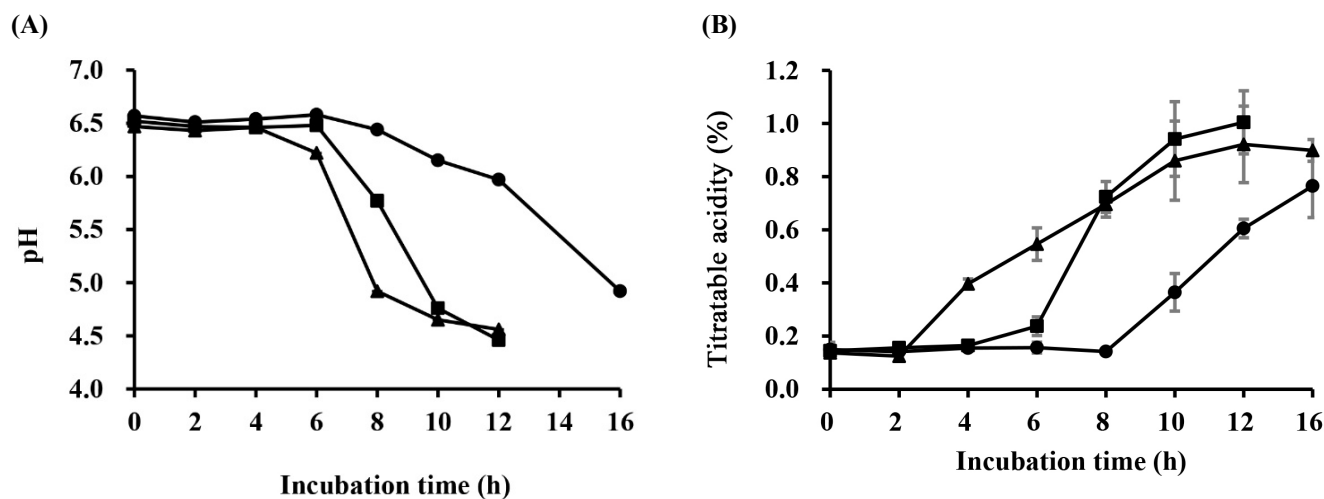 (A)
(B)
7.0
6.5
6.0
5.5
5.0
4.5
4.0
pH
0 2 4 6 8 10 12 14 16
Incubation time (h)
1.2
1.0
0.8
0.6
0.4
0.2
0.0
Titratable acidity (%)
0 2 4 6 8 10 12 16
Incubation time (h)